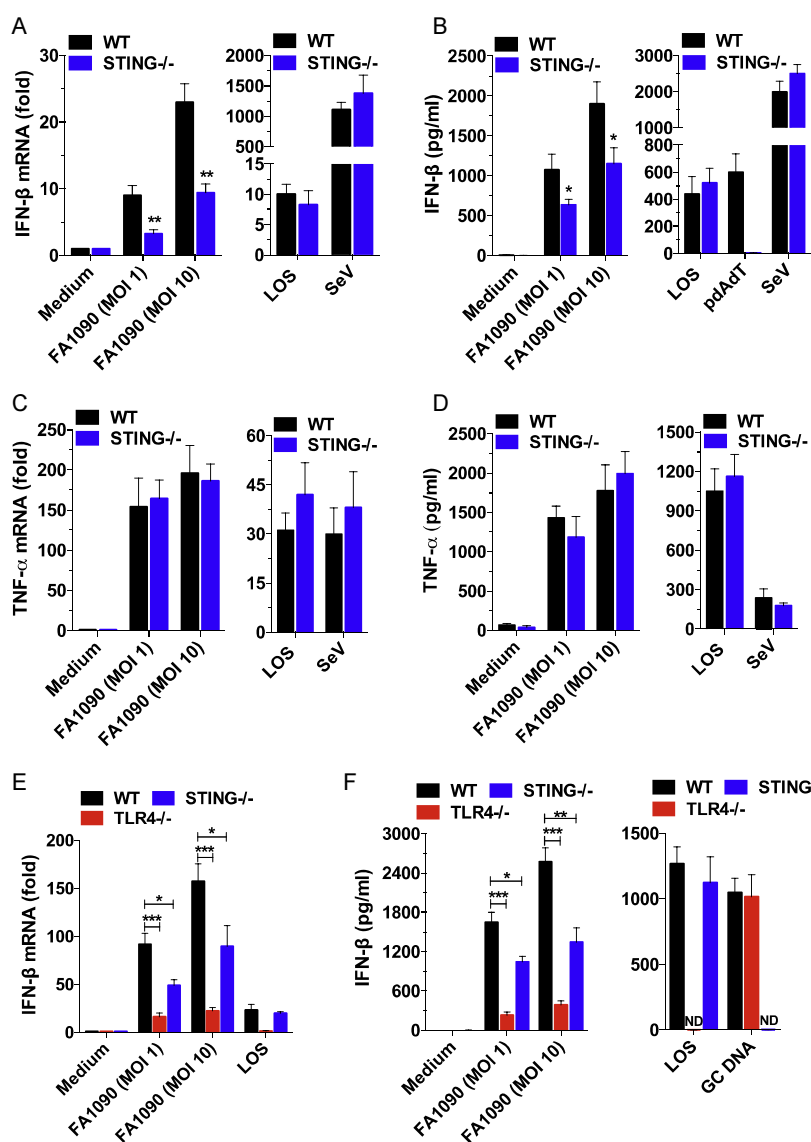 A
WT
STING-/-
IFN-β mRNA (fold)
30
20
10
0
Medium
FA1090 (MOI 1)
FA1090 (MOI 10)
**
**
WT
STING-/-
1500
1250
1000
750
500
15
10
5
0
LOS
SeV
B
WT
STING-/-
IFN-β (pg/ml)
2500
2000
1500
1000
500
0
Medium
FA1090 (MOI 1)
FA1090 (MOI 10)
*
*
WT
STING-/-
3000
2000
1000
800
600
400
200
0
LOS
pdAdT
SeV
C
WT
STING-/-
TNF-α mRNA (fold)
250
200
150
100
50
0
Medium
FA1090 (MOI 1)
FA1090 (MOI 10)
WT
STING-/-
60
45
30
15
0
LOS
SeV
D
WT
STING-/-
TNF-α (pg/ml)
2500
2000
1500
1000
500
0
Medium
FA1090 (MOI 1)
FA1090 (MOI 10)
WT
STING-/-
1500
1200
900
600
300
0
LOS
SeV
E
WT STING-/-
TLR4-/-
IFN-β mRNA (fold)
200
150
100
50
0
*
***
*
***
Medium
FA1090 (MOI 1)
FA1090 (MOI 10)
LOS
F
WT STING-/-
TLR4-/-
IFN-β (pg/ml)
3000
2400
1800
1200
600
0
*
***
**
***
Medium
FA1090 (MOI 1)
FA1090 (MOI 10)
WT STING
TLR4-/-
1500
1000
500
0
ND
ND
LOS
GC DNA